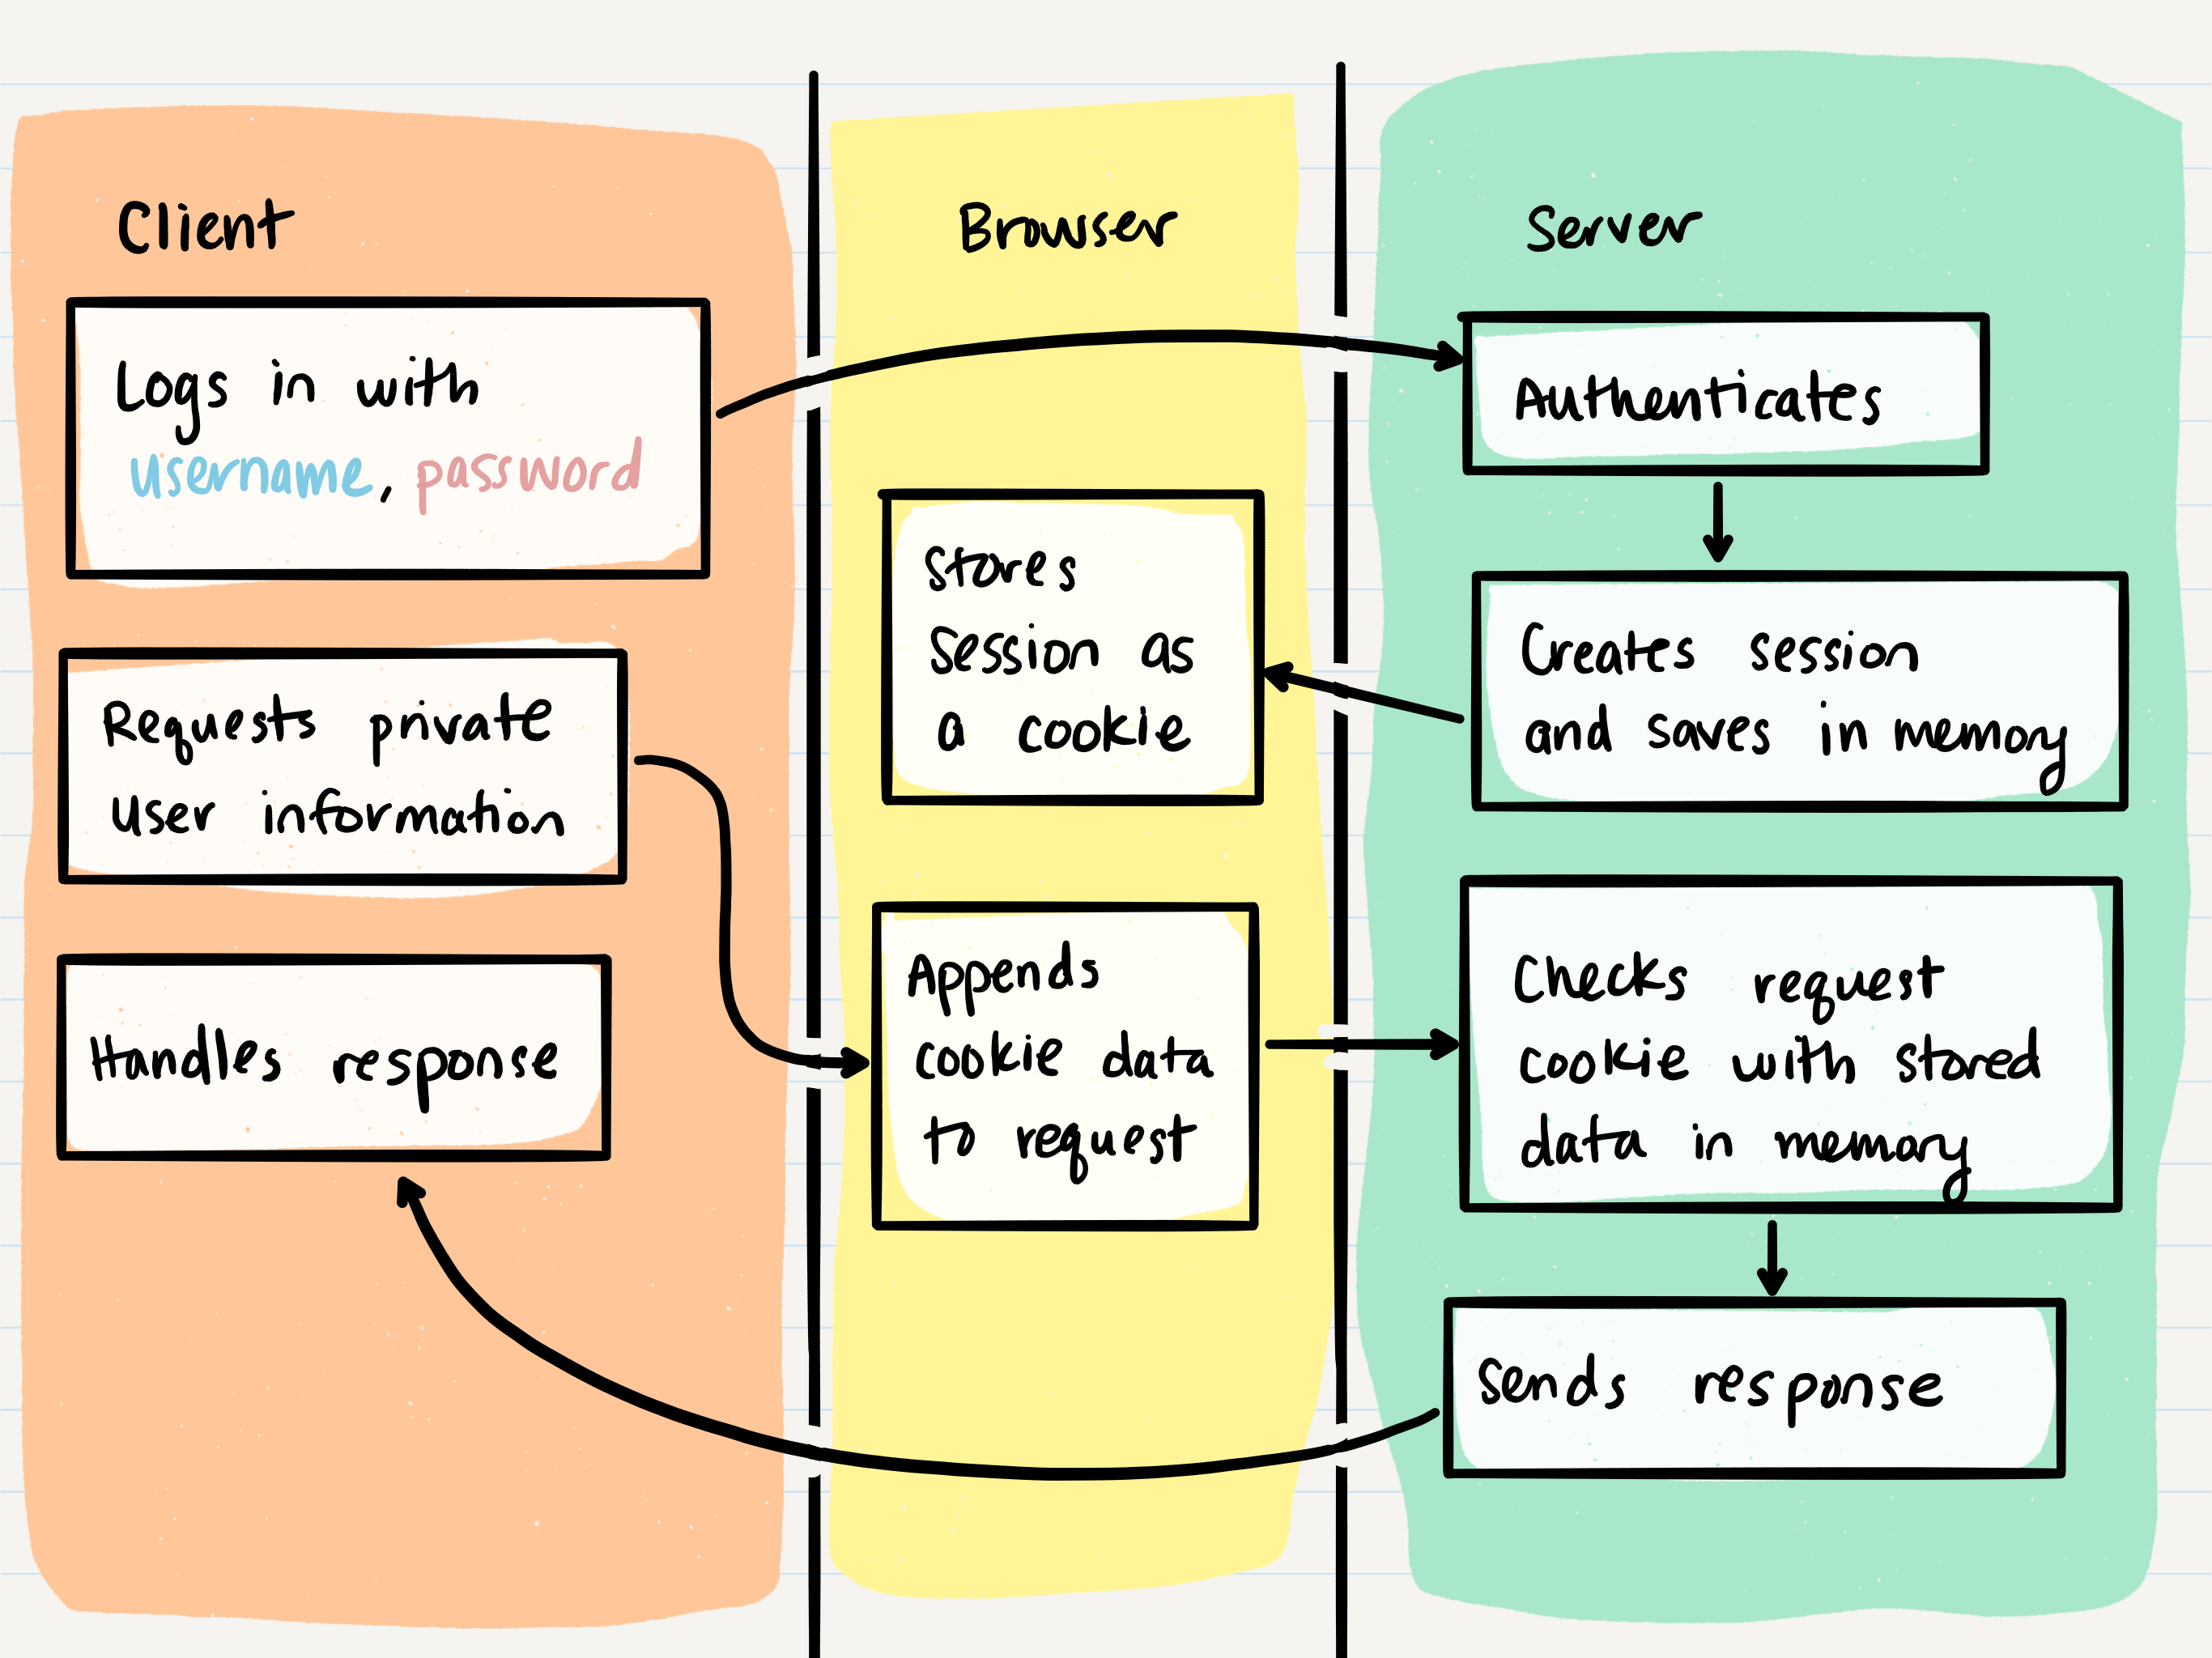 Client
Logs in with
username, password
Requests private
user information
Handles response
Browser
Stores
session as
a cookie
Appends
cookie data
to request
Server
Authenticates
Creates session
and saves in memory
Checks request
cookie with stored
data in memory
Sends response